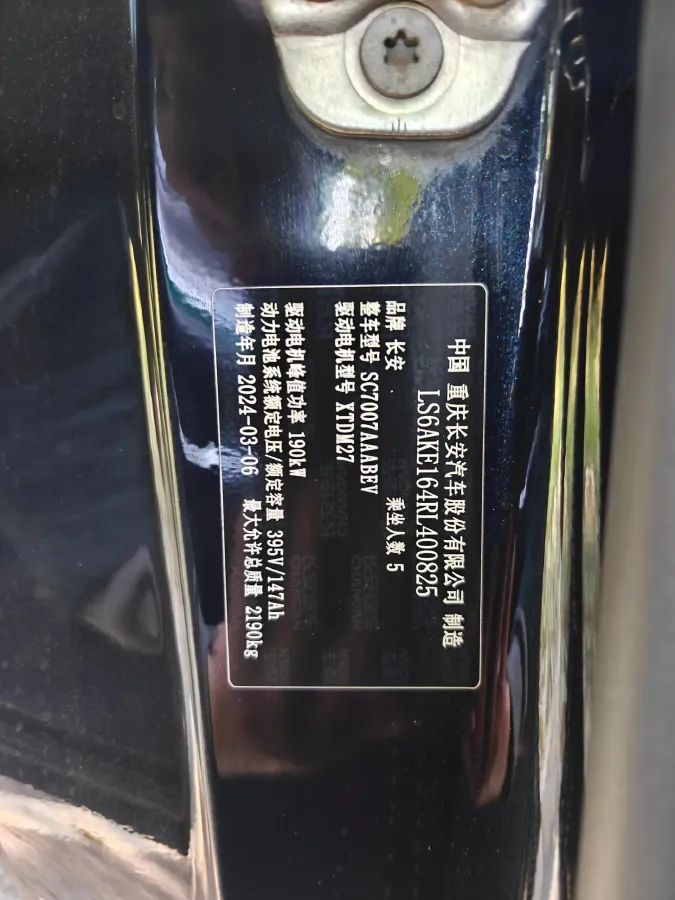 中国 重庆长安汽车股份有限公司 制造
LS6AKE164RL400825
品牌 长安 乘坐人数 5
整车型号 SC7007AAABEV
驱动电机型号 XTDM27
驱动电机峰值功率 190kW
动力电池系统额定电压/额定容量 395V/147Ah
制造年月 2024-03-06 最大允许总质量 2190kg